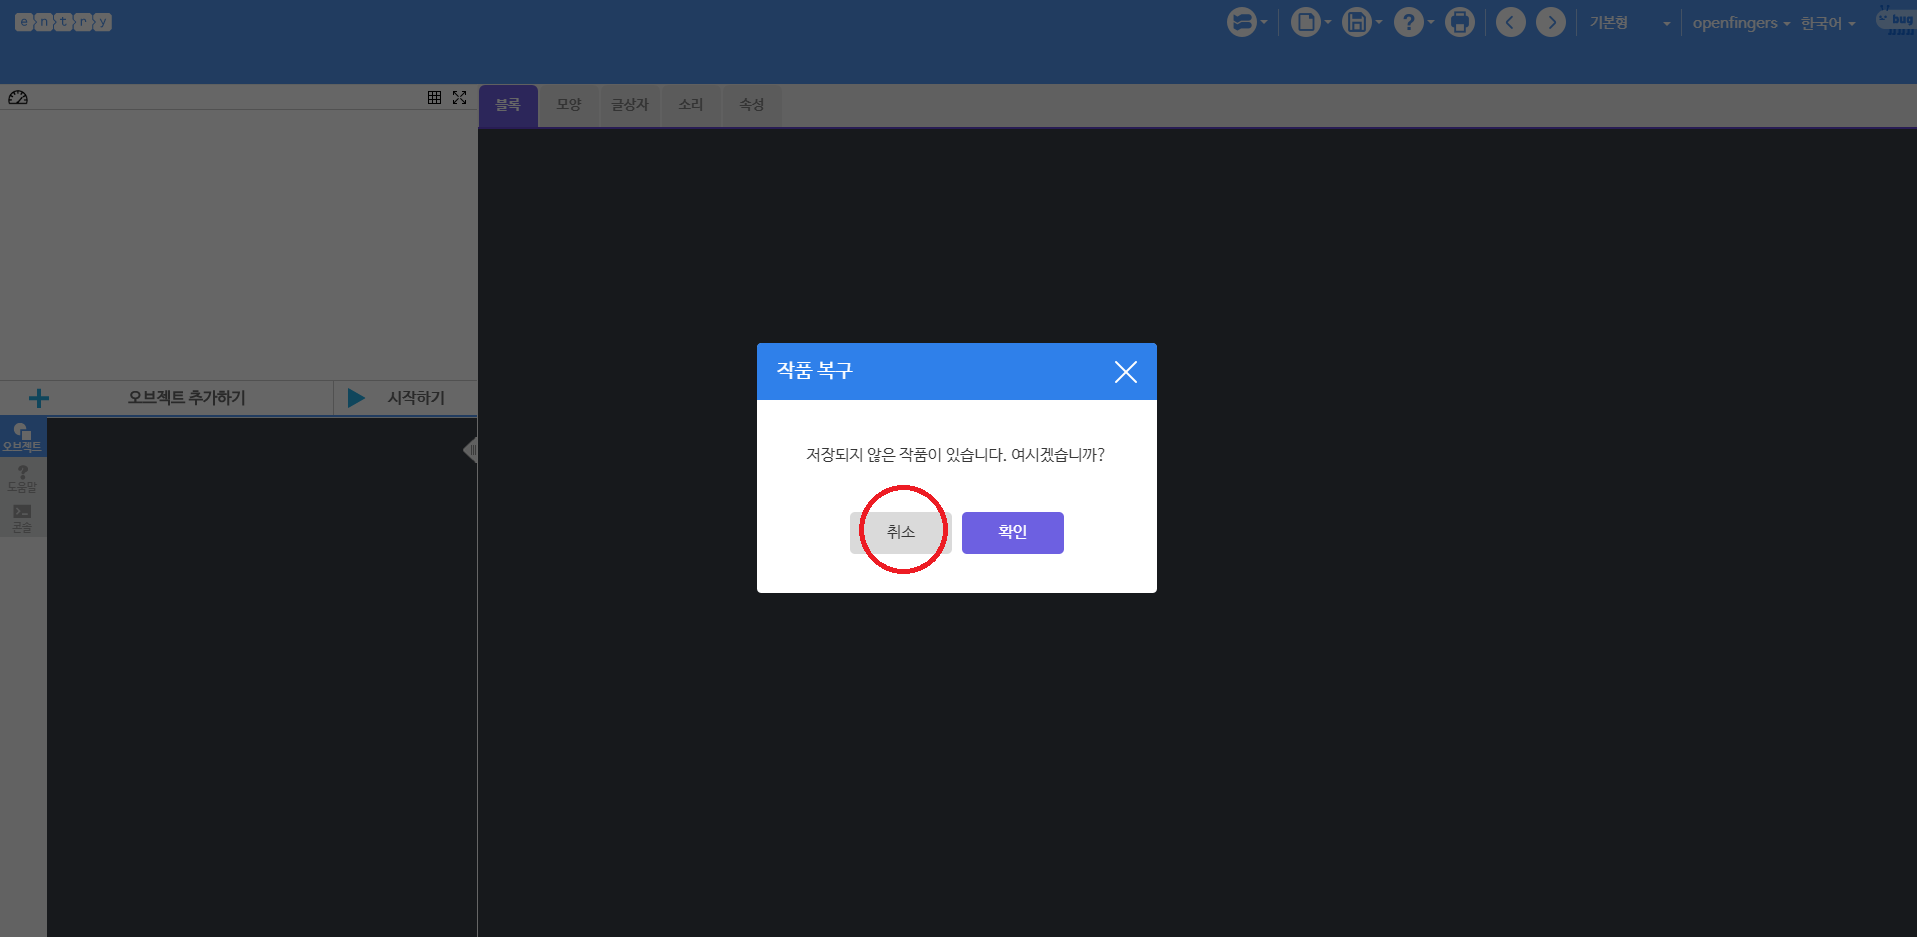 entry
기본형
openfingers
한국어
bug
블록
모양
글상자
소리
속성
오브젝트 추가하기
시작하기
오브젝트
도움말
콘솔
작품 복구
저장되지 않은 작품이 있습니다. 여시겠습니까?
취소
확인